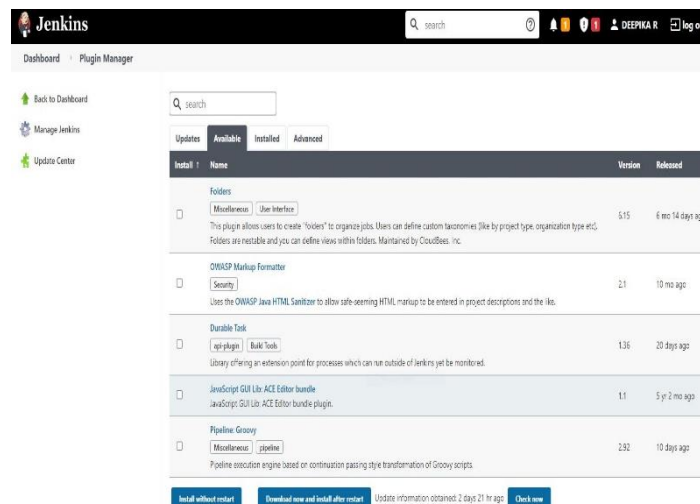 Jenkins
search
1
1
DEEPIKA R
log o
Dashboard
Plugin Manager
Back to Dashboard
Manage Jenkins
Update Center
search
Updates
Available
Installed
Advanced
Install ↑ Name Version Released
Folders
Miscellaneous User Interface
This plugin allows users to create "folders" to organize jobs. Users can define custom taxonomies (like by project type, organization type etc).
Folders are nestable and you can define views within folders. Maintained by CloudBees, Inc.
6.15 6 mo 14 days ag
OWASP Markup Formatter
Security
Uses the OWASP Java HTML Sanitizer to allow safe-seeming HTML markup to be entered in project descriptions and the like.
2.1 10 mo ago
Durable Task
api-plugin Build Tools
Library offering an extension point for processes which can run outside of Jenkins yet be monitored.
1.36 20 days ago
JavaScript GUI Lib: ACE Editor bundle
JavaScript GUI Lib: ACE Editor bundle plugin.
1.1 5 yr 2 mo ago
Pipeline: Groovy
Miscellaneous pipeline
Pipeline execution engine based on continuation passing style transformation of Groovy scripts.
2.92 10 days ago
Install without restart Download now and install after restart Update information obtained: 2 days 21 hr ago Check now